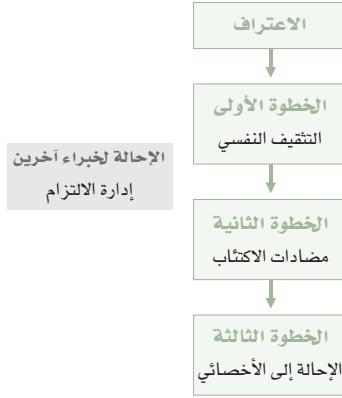 الاعتراف
الخطوة الأولى
التثقيف النفسي
الإحالة لخبراء آخرين
إدارة الالتزام
الخطوة الثانية
مضادات الاكتئاب
الخطوة الثالثة
الإحالة إلى الأخصائي